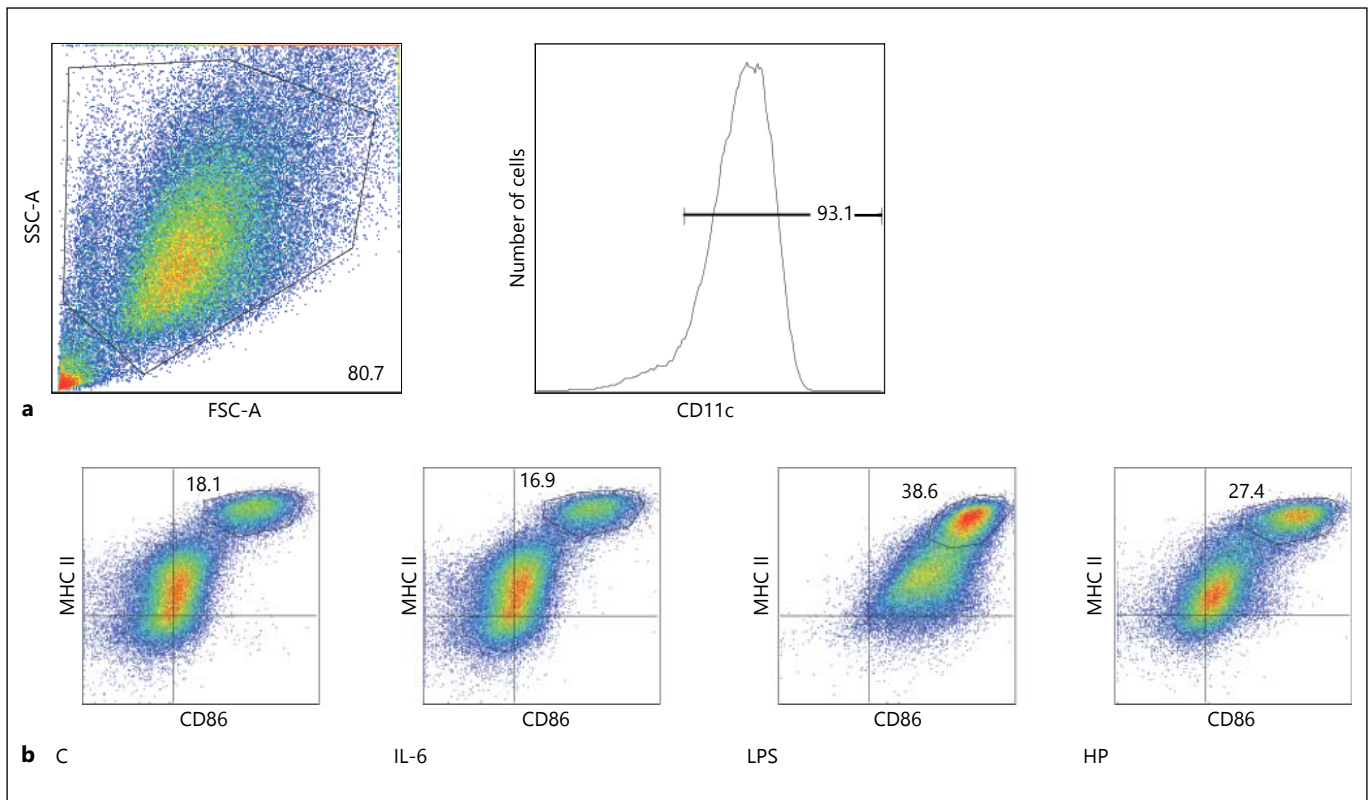 SSC-A
80.7
FSC-A
a
Number of cells
93.1
CD11c
18.1
MHC II
CD86
16.9
MHC II
CD86
38.6
MHC II
CD86
27.4
MHC II
CD86
b C
IL-6
LPS
HP